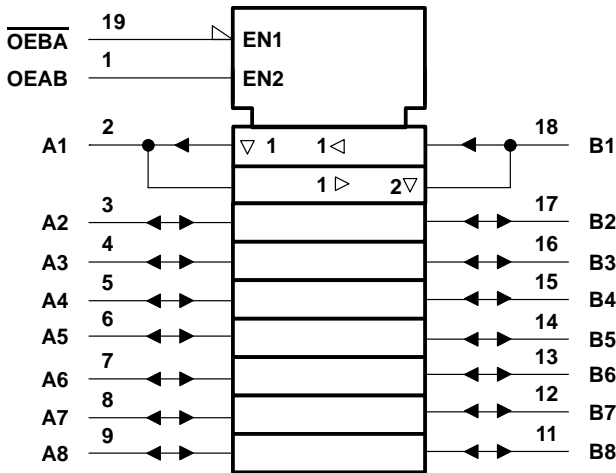 19
OEBA
EN1
1
OEAB
EN2
2
18
A1
▽ 1 1 ◁
B1
1 ▷ 2 ▽
3
17
A2
B2
4
16
A3
B3
5
15
A4
B4
6
14
A5
B5
7
13
A6
B6
8
12
A7
B7
9
11
A8
B8